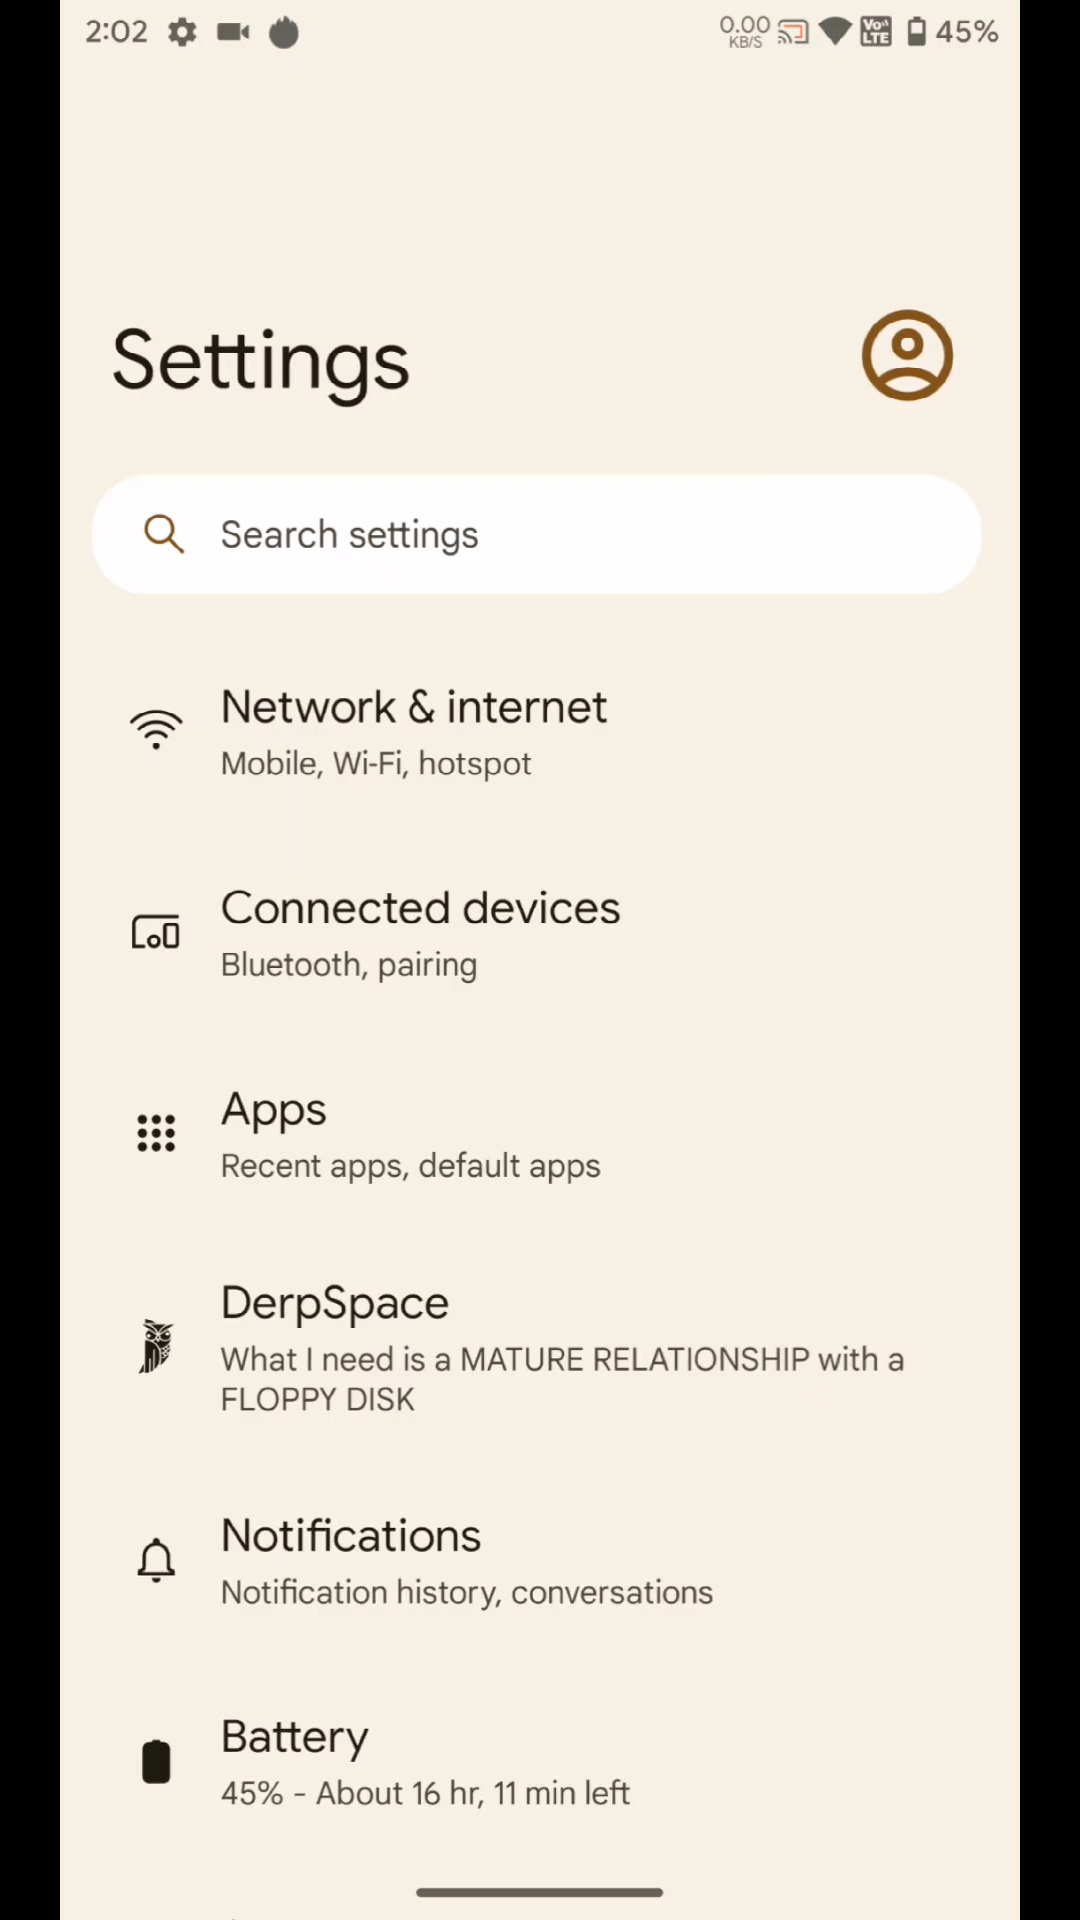 2:02
0.00
KB/S
Vo
LTE
45%
Settings
Search settings
Network & internet
Mobile, Wi-Fi, hotspot
Connected devices
Bluetooth, pairing
Apps
Recent apps, default apps
DerpSpace
What I need is a MATURE RELATIONSHIP with a
FLOPPY DISK
Notifications
Notification history, conversations
Battery
45% - About 16 hr, 11 min left